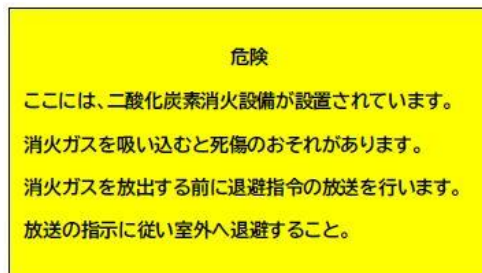 危険
ここには、二酸化炭素消火設備が設置されています。
消火ガスを吸い込むと死傷のおそれがあります。
消火ガスを放出する前に退避指令の放送を行います。
放送の指示に従い室外へ退避すること。